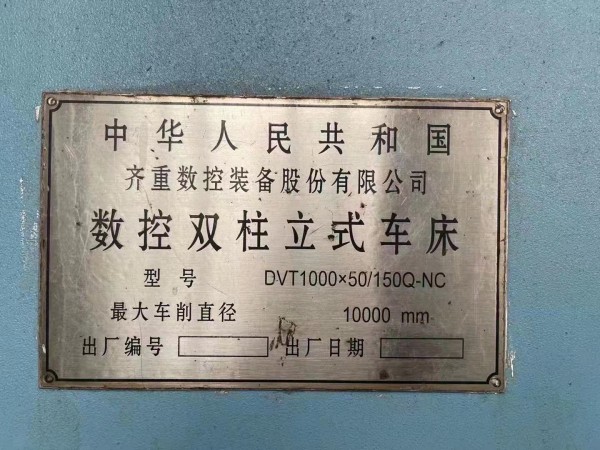 中华人民共和国
齐重数控装备股份有限公司
数控双柱立式车床
型号 DVT1000×50/150Q-NC
最大车削直径 10000 mm
出厂编号 出厂日期